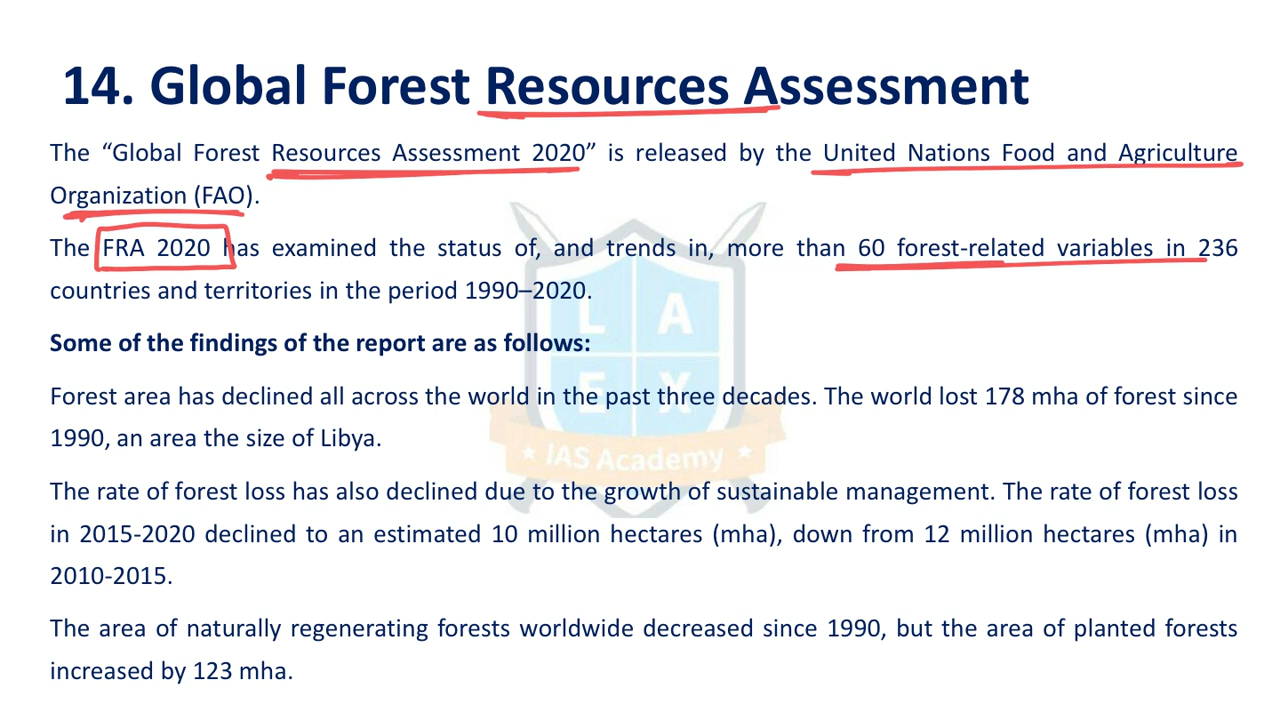 14. Global Forest Resources Assessment
The “Global Forest Resources Assessment 2020” is released by the United Nations Food and Agriculture
Organization (FAO).
The FRA 2020 has examined the status of, and trends in, more than 60 forest-related variables in 236
countries and territories in the period 1990–2020.
Some of the findings of the report are as follows:
Forest area has declined all across the world in the past three decades. The world lost 178 mha of forest since
1990, an area the size of Libya.
The rate of forest loss has also declined due to the growth of sustainable management. The rate of forest loss
in 2015-2020 declined to an estimated 10 million hectares (mha), down from 12 million hectares (mha) in
2010-2015.
The area of naturally regenerating forests worldwide decreased since 1990, but the area of planted forests
increased by 123 mha.
L A
E X
IAS Academy